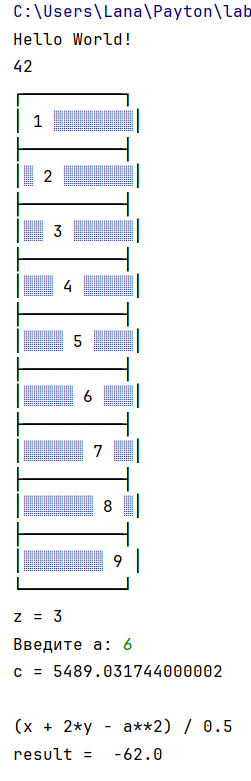 C:\Users\Lana\Payton\lab
Hello World!
42
┌──────────┐
│ 1 ▒▒▒▒▒▒▒▒│
├──────────┤
│▒ 2 ▒▒▒▒▒▒▒│
├──────────┤
│▒▒ 3 ▒▒▒▒▒▒│
├──────────┤
│▒▒▒ 4 ▒▒▒▒▒│
├──────────┤
│▒▒▒▒ 5 ▒▒▒▒│
├──────────┤
│▒▒▒▒▒ 6 ▒▒▒│
├──────────┤
│▒▒▒▒▒▒ 7 ▒▒│
├──────────┤
│▒▒▒▒▒▒▒ 8 ▒│
├──────────┤
│▒▒▒▒▒▒▒▒ 9 │
└──────────┘
z = 3
Введите a: 6
c = 5489.031744000002
(x + 2*y - a**2) / 0.5
result =  -62.0